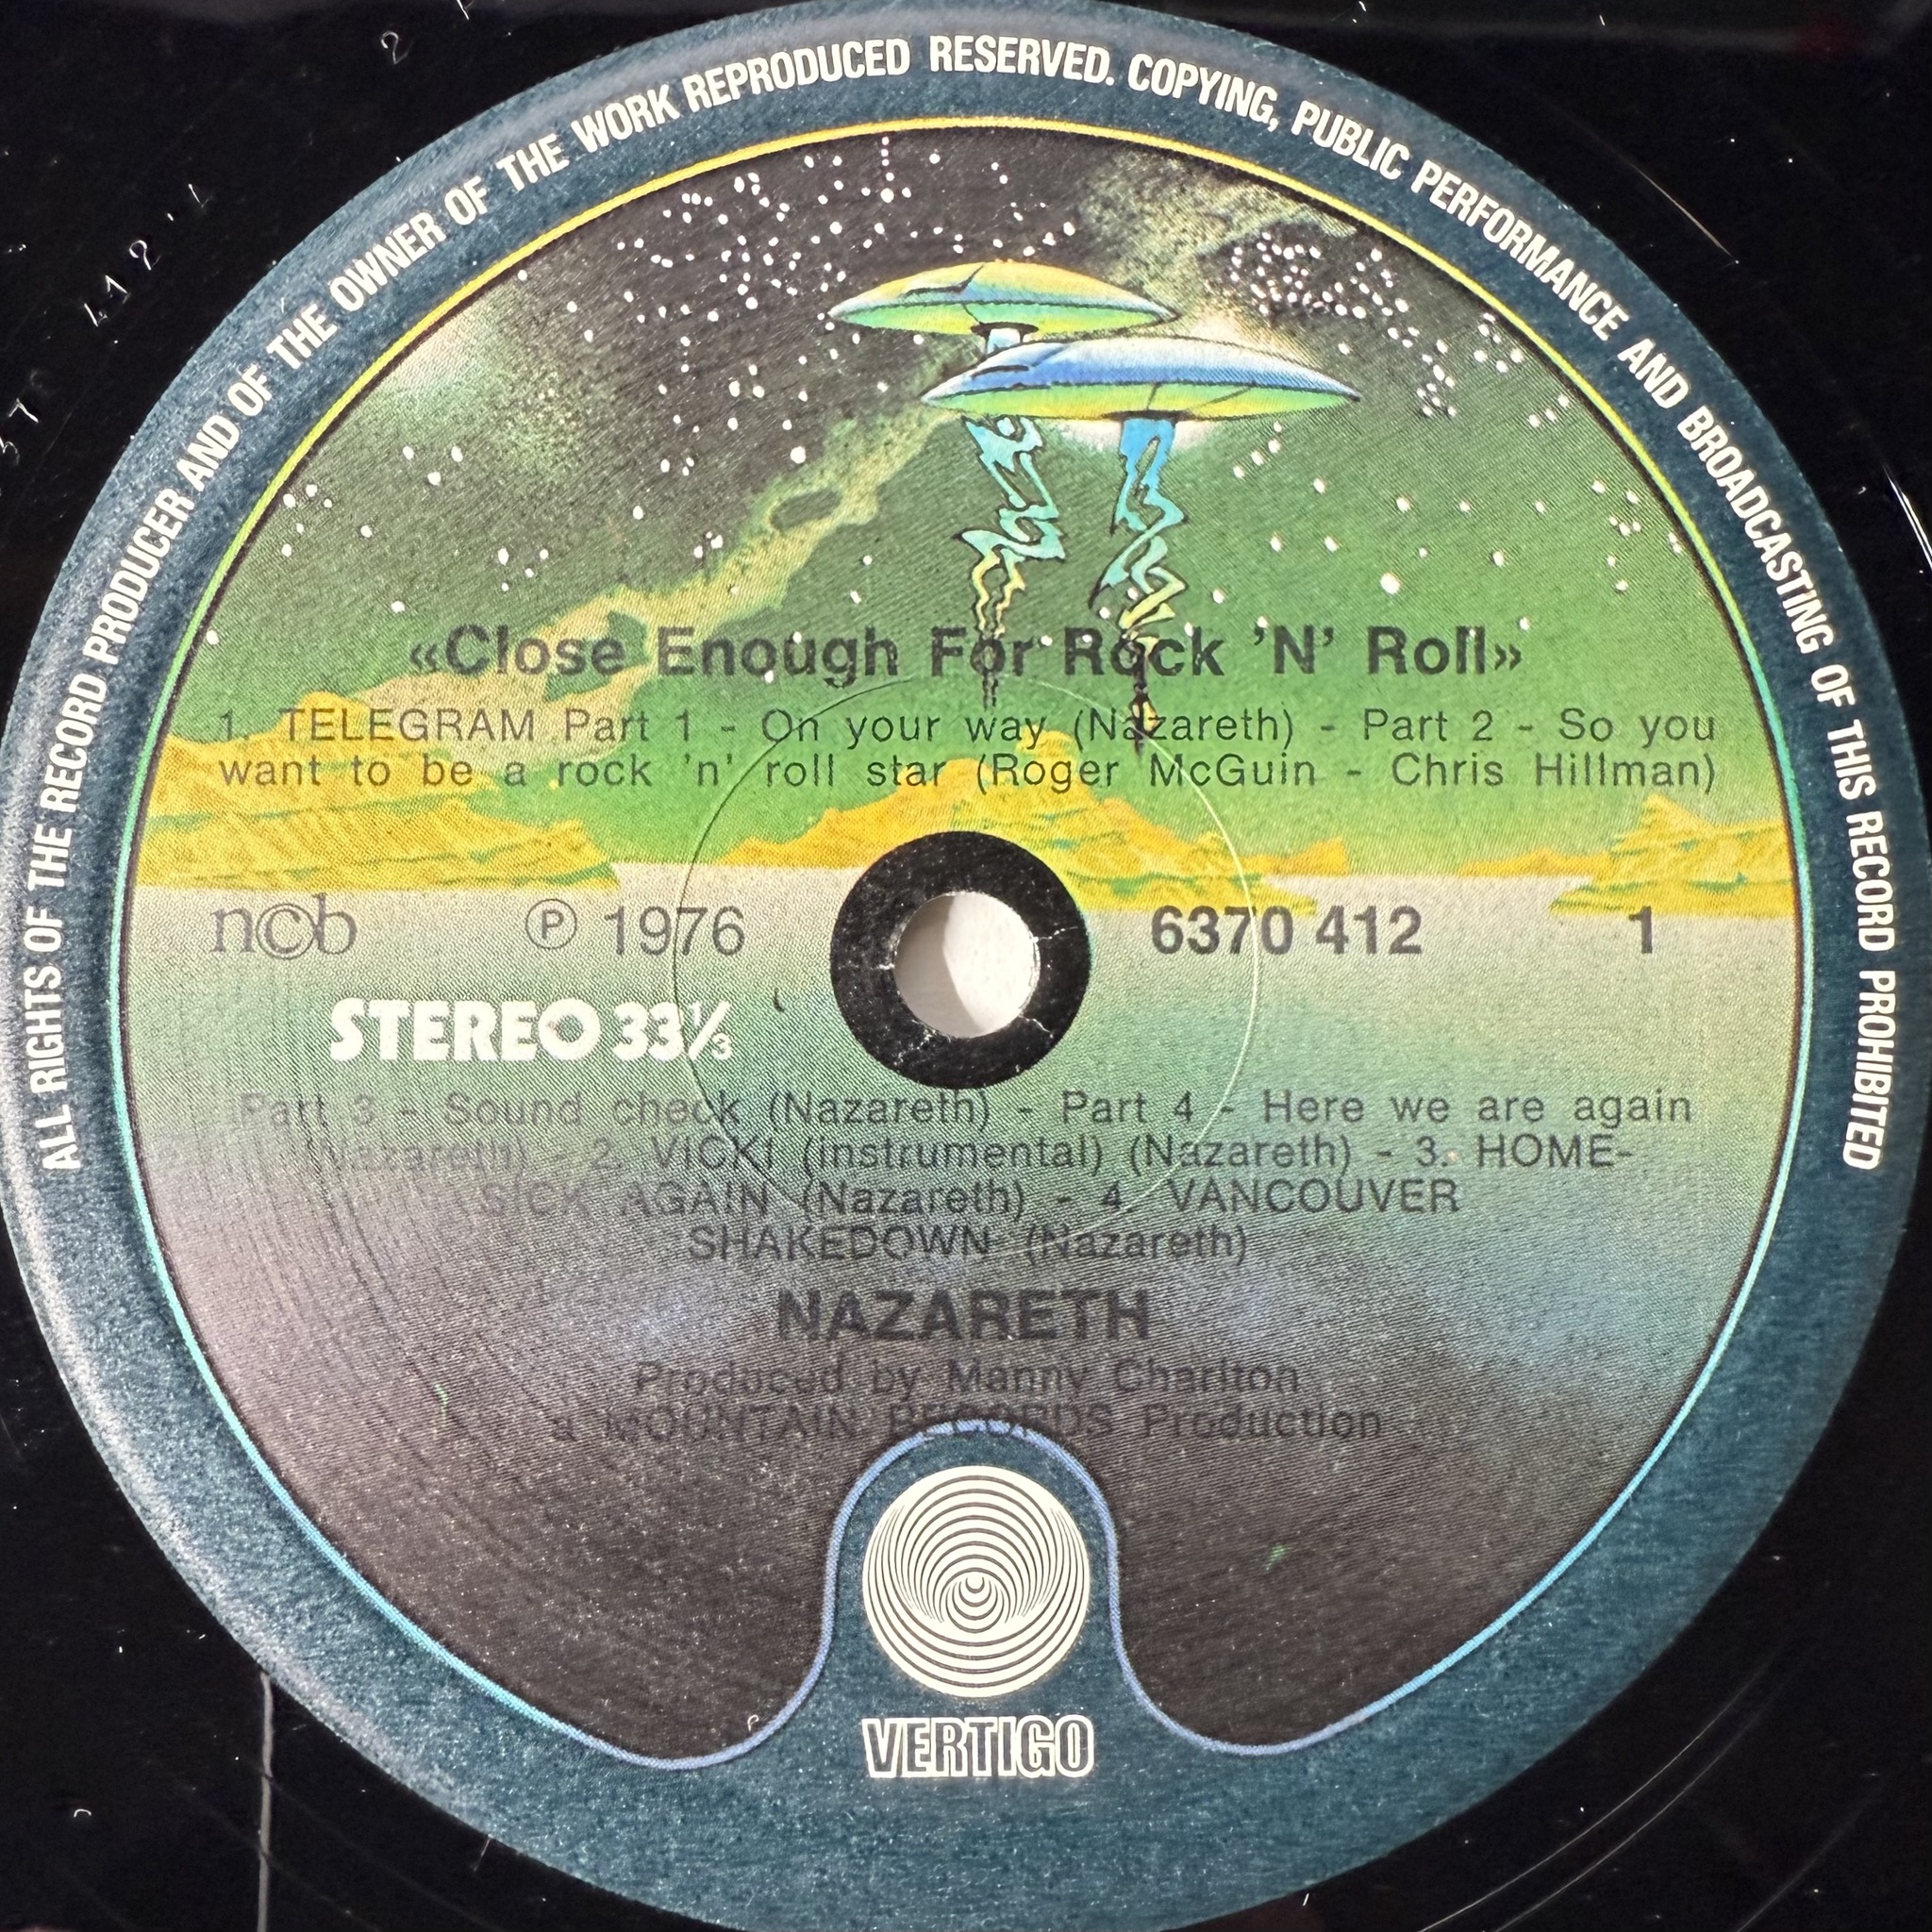 ALL RIGHTS OF THE RECORD PRODUCER AND OF THE OWNER OF THE WORK REPRODUCED RESERVED. COPYING, PUBLIC PERFORMANCE AND BROADCASTING OF THIS RECORD PROHIBITED
«Close Enough For Rock 'N' Roll»
1. TELEGRAM Part 1 - On your way (Nazareth) - Part 2 - So you
want to be a rock 'n' roll star (Roger McGuin - Chris Hillman)
n©b ℗ 1976 6370 412 1
STEREO 33⅓
Part 3 - Sound check (Nazareth) - Part 4 - Here we are again
(Nazareth) - 2. VICKI (instrumental) (Nazareth) - 3. HOME-
SICK AGAIN (Nazareth) - 4. VANCOUVER
SHAKEDOWN (Nazareth)
NAZARETH
Produced by Manny Charlton
a MOUNTAIN RECORDS Production
VERTIGO